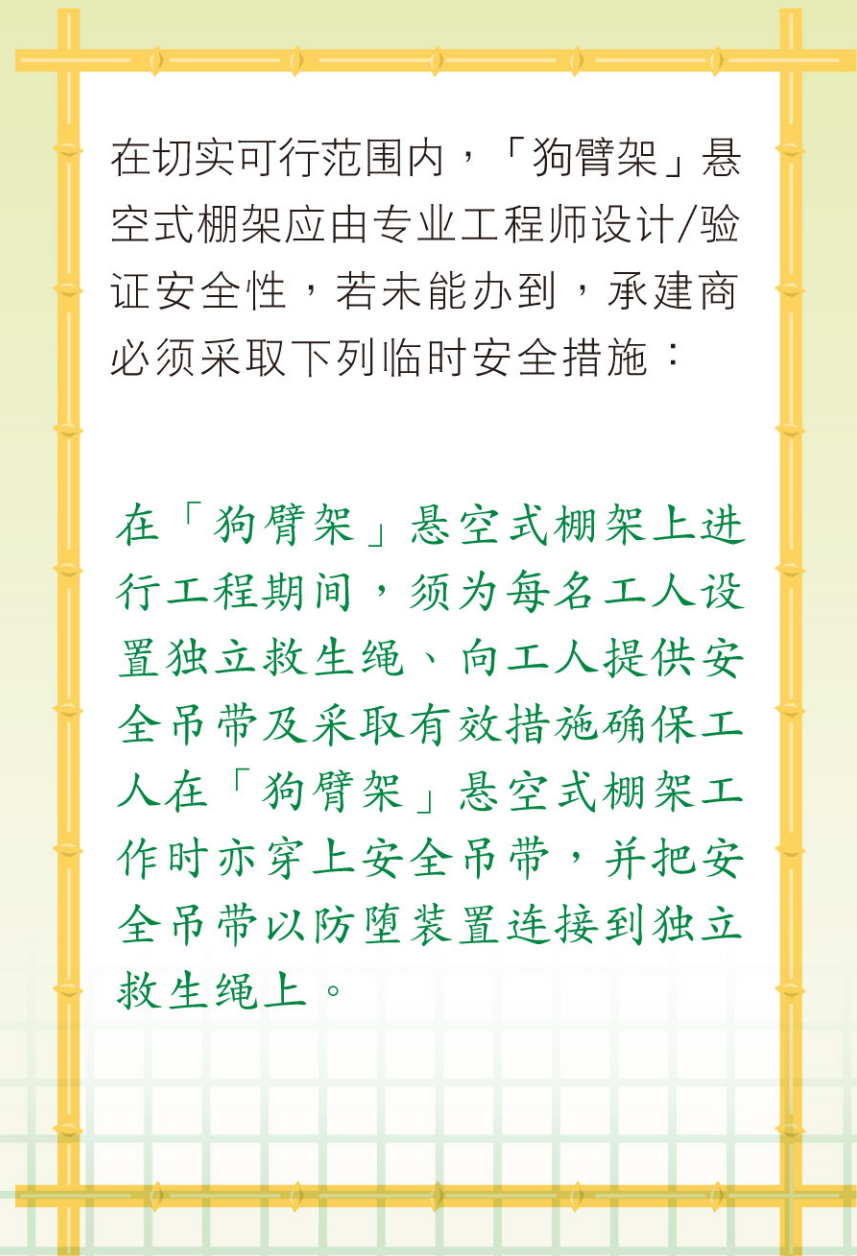 在切实可行范围内，「狗臂架」悬
空式棚架应由专业工程师设计/验
证安全性，若未能办到，承建商
必须采取下列临时安全措施：
在「狗臂架」悬空式棚架上进
行工程期间，须为每名工人设
置独立救生绳、向工人提供安
全吊带及采取有效措施确保工
人在「狗臂架」悬空式棚架工
作时亦穿上安全吊带，并把安
全吊带以防堕装置连接到独立
救生绳上。